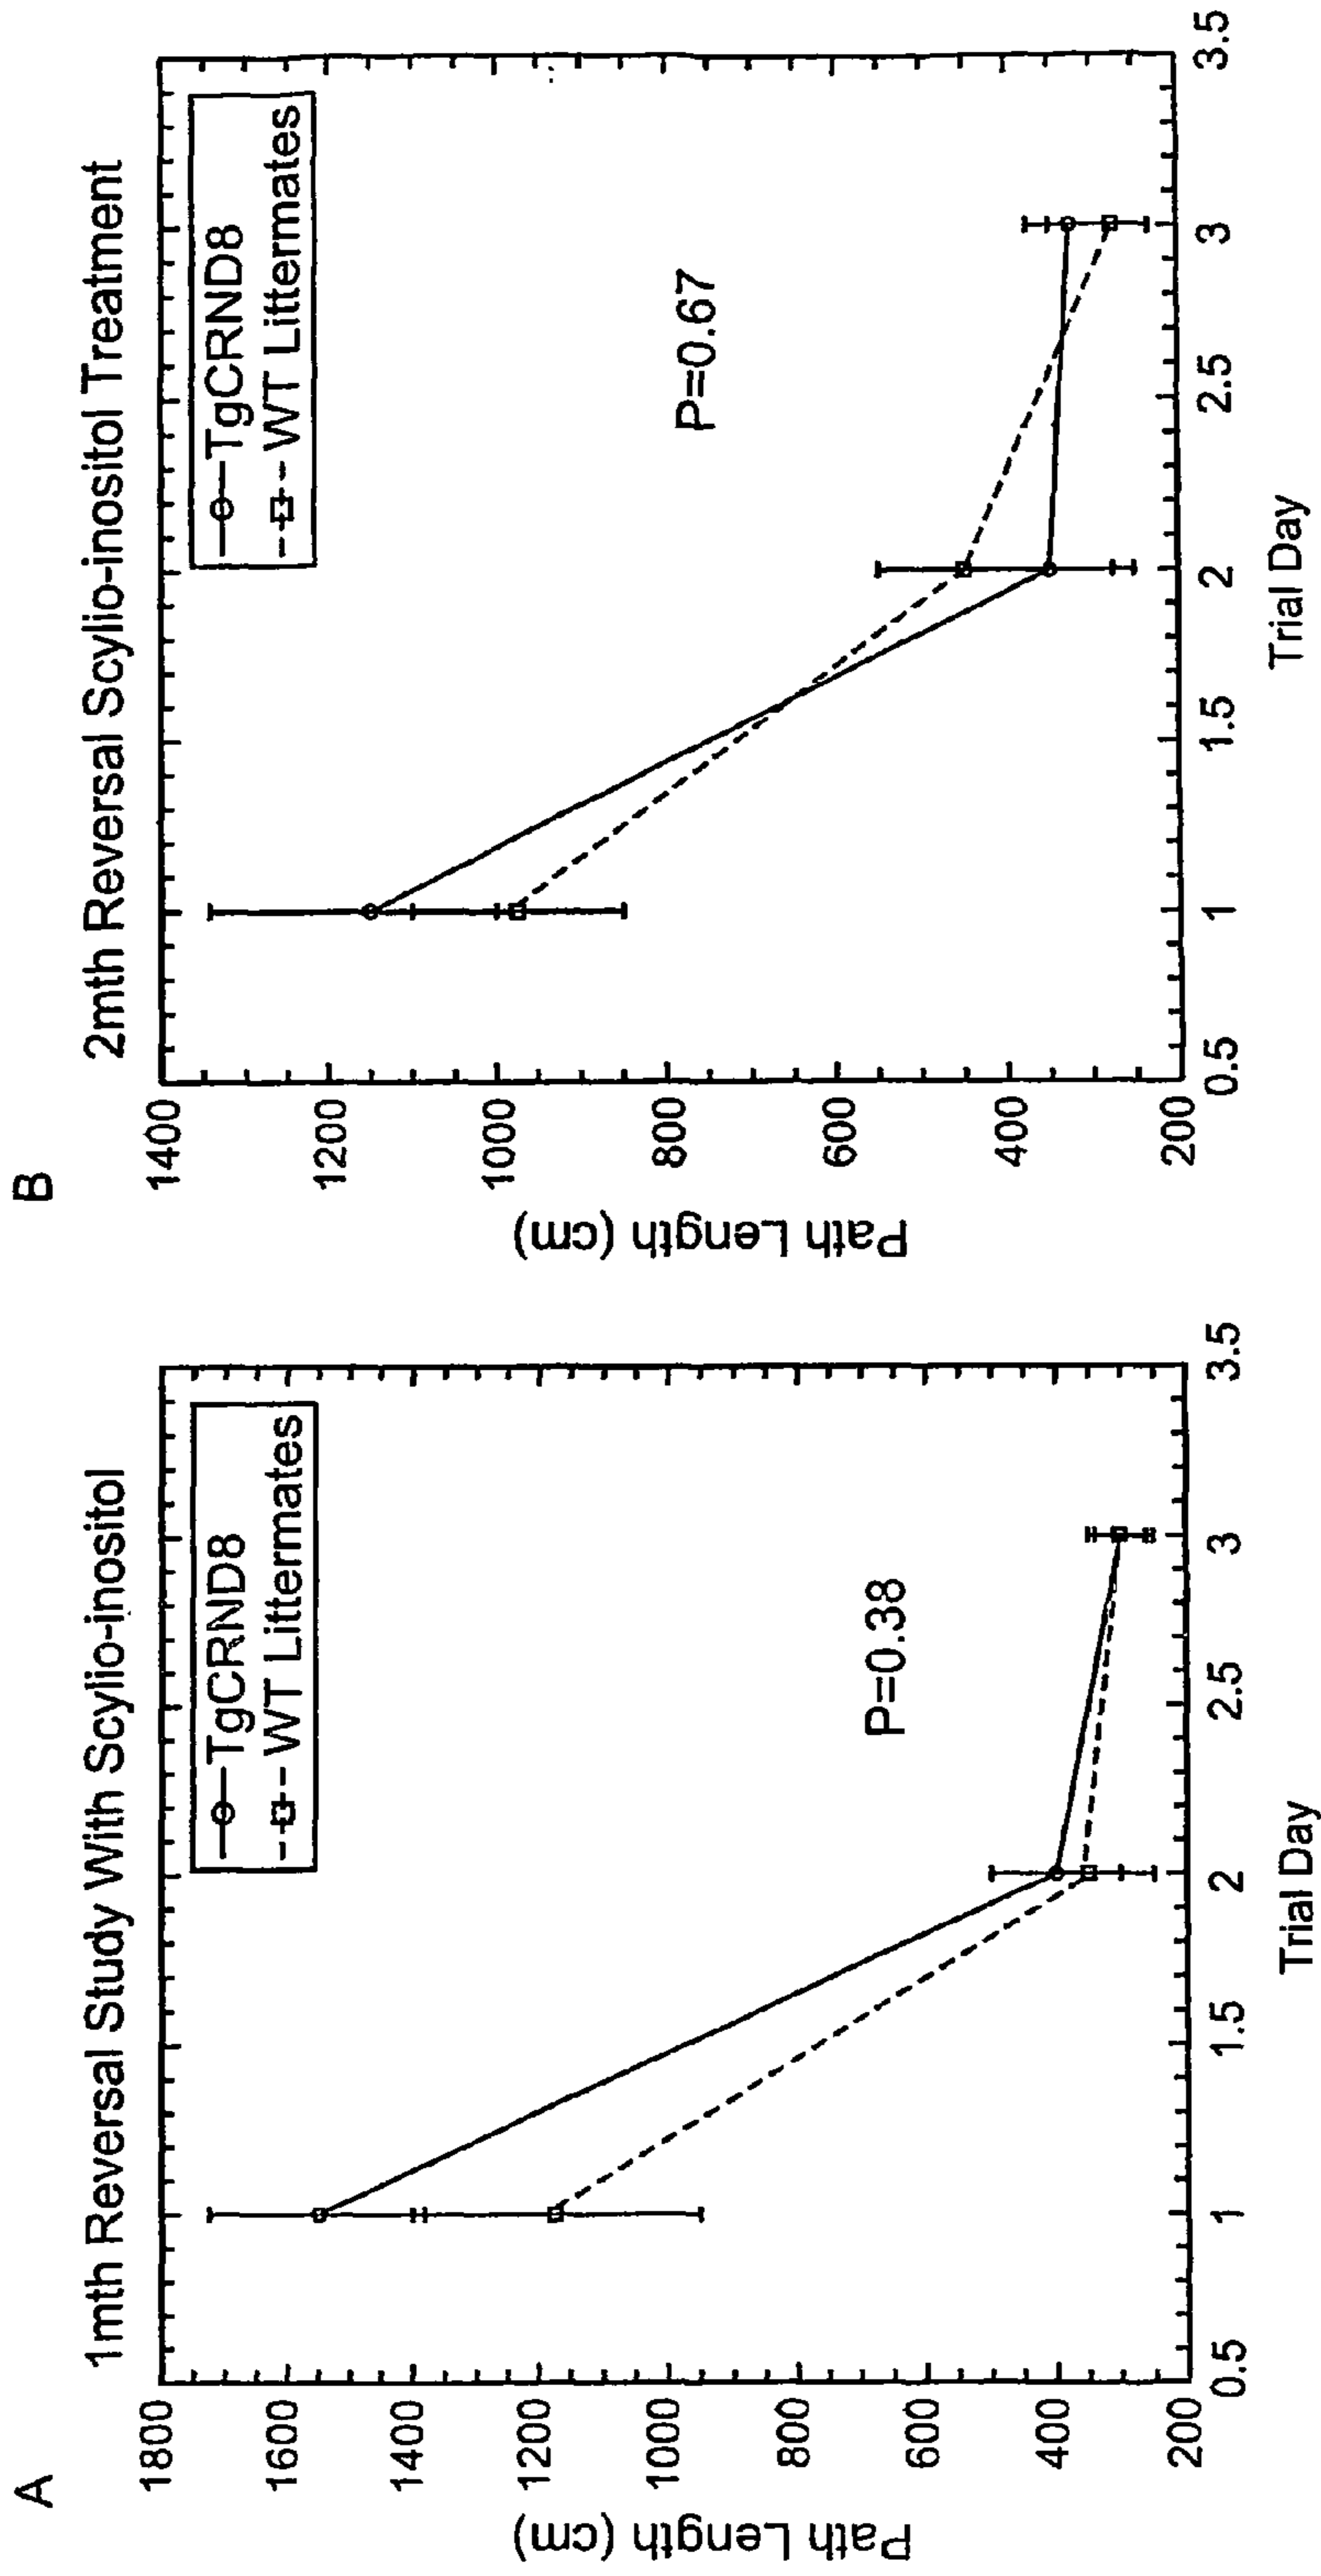 A
1mth Reversal Study With Scylio-inositol
TgCRND8
WT Littermates
P=0.38
Path Length (cm)
1800
1600
1400
1200
1000
800
600
400
200
0.5
1
1.5
2
2.5
3
3.5
Trial Day
B
2mth Reversal Scylio-inositol Treatment
TgCRND8
WT Littermates
P=0.67
Path Length (cm)
1400
1200
1000
800
600
400
200
0.5
1
1.5
2
2.5
3
3.5
Trial Day